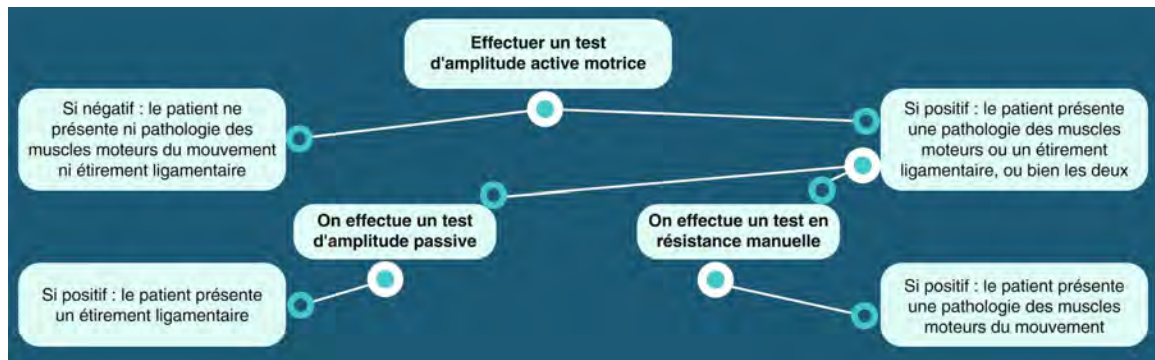 Effectuer un test
d'amplitude active motrice
Si négatif : le patient ne
présente ni pathologie des
muscles moteurs du mouvement
ni étirement ligamentaire
Si positif : le patient présente
une pathologie des muscles
moteurs ou un étirement
ligamentaire, ou bien les deux
On effectue un test
d'amplitude passive
On effectue un test en
résistance manuelle
Si positif : le patient présente
un étirement ligamentaire
Si positif : le patient présente
une pathologie des muscles
moteurs du mouvement